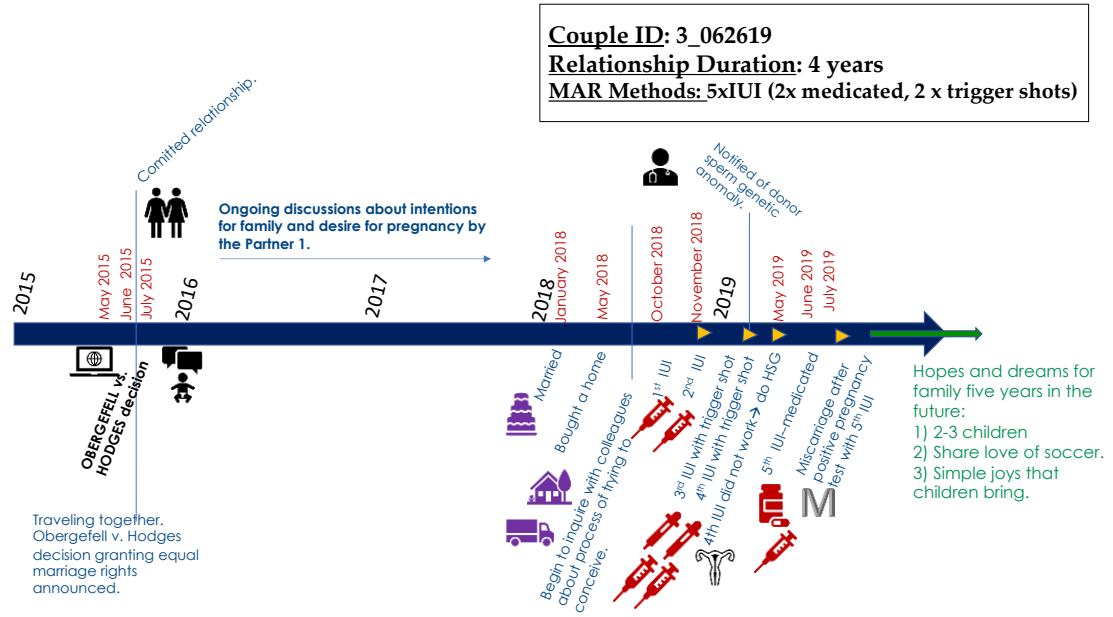 Couple ID: 3_062619
Relationship Duration: 4 years
MAR Methods: 5xIUI (2x medicated, 2 x trigger shots)
Comitted relationship.
Notified of donor
sperm genetic
anomaly.
Ongoing discussions about intentions
for family and desire for pregnancy by
the Partner 1.
2015
May 2015
June 2015
July 2015
2016
2017
2018
January 2018
May 2018
October 2018
November 2018
2019
May 2019
June 2019
July 2019
OBERGEFELL vs.
HODGES decision
Married
Bought a home
Begin to inquire with colleagues
about process of trying to
conceive.
1st IUI
2nd IUI
3rd IUI with trigger shot
4th IUI with trigger shot
4th IUI did not work→ do HSG
5th IUI-medicated
Miscarriage after
positive pregnancy
test with 5th IUI
M
Traveling together.
Obergefell v. Hodges
decision granting equal
marriage rights
announced.
Hopes and dreams for
family five years in the
future:
1) 2-3 children
2) Share love of soccer.
3) Simple joys that
children bring.